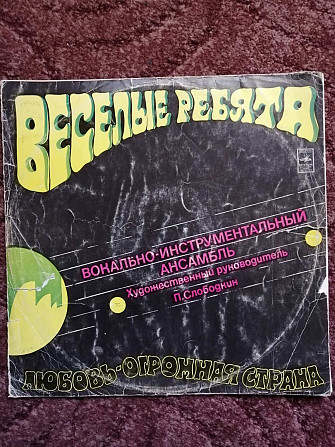 ВЕСЕЛЫЕ РЕБЯТА
ВОКАЛЬНО-ИНСТРУМЕНТАЛЬНЫЙ
АНСАМБЛЬ
Художественный руководитель
П.Слободкин
ЛЮБОВЬ-ОГРОМНАЯ СТРАНА